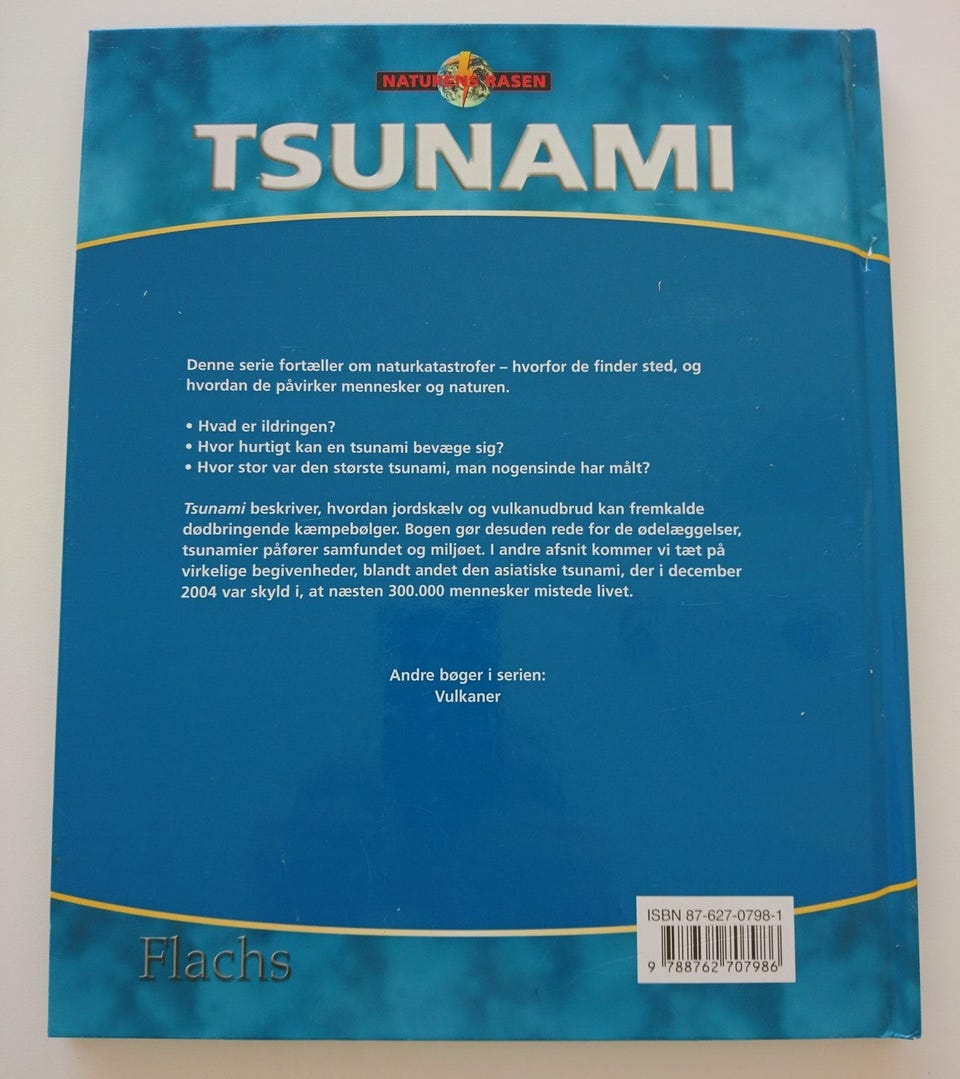 NATURENS RASEN
TSUNAMI
Denne serie fortæller om naturkatastrofer – hvorfor de finder sted, og
hvordan de påvirker mennesker og naturen.
• Hvad er ildringen?
• Hvor hurtigt kan en tsunami bevæge sig?
• Hvor stor var den største tsunami, man nogensinde har målt?
Tsunami beskriver, hvordan jordskælv og vulkanudbrud kan fremkalde
dødbringende kæmpebølger. Bogen gør desuden rede for de ødelæggelser,
tsunamier påfører samfundet og miljøet. I andre afsnit kommer vi tæt på
virkelige begivenheder, blandt andet den asiatiske tsunami, der i december
2004 var skyld i, at næsten 300.000 mennesker mistede livet.
Andre bøger i serien:
Vulkaner
ISBN 87-627-0798-1
9 788762 707986
Flachs